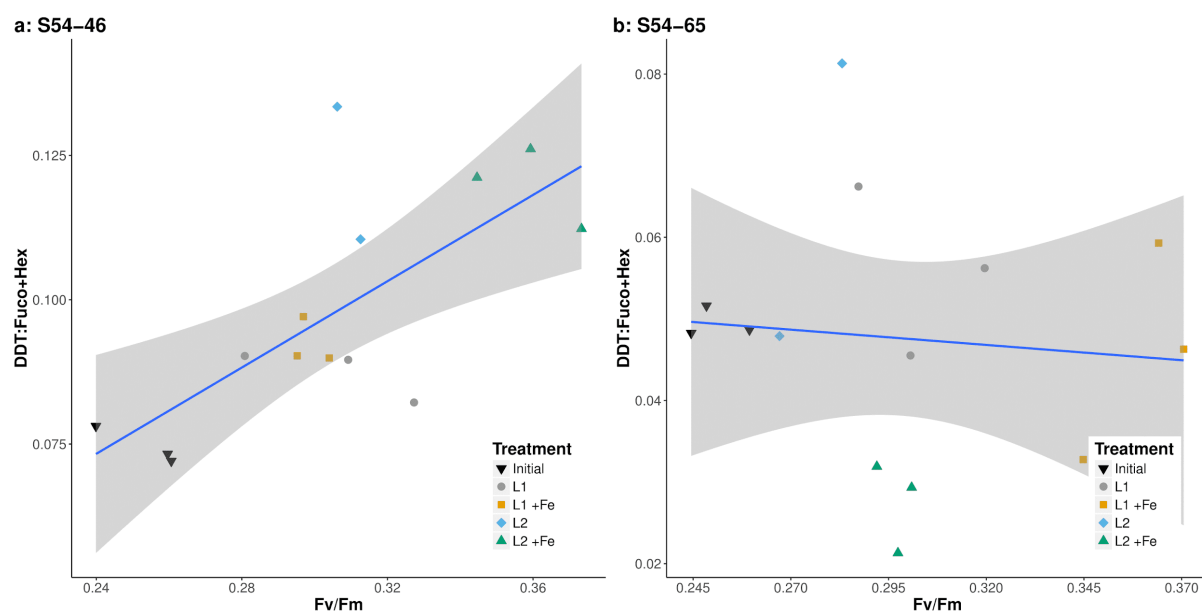 a: S54−46
DDT:Fuco+Hex
0.125
0.100
0.075
0.24
0.28
0.32
0.36
Fv/Fm
Treatment
Initial
L1
L1 +Fe
L2
L2 +Fe
b: S54−65
DDT:Fuco+Hex
0.08
0.06
0.04
0.02
0.245
0.270
0.295
0.320
0.345
0.370
Fv/Fm
Treatment
Initial
L1
L1 +Fe
L2
L2 +Fe